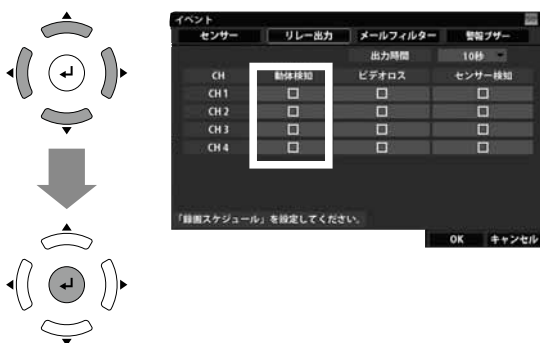 イベント
センサー リレー出力 メールフィルター 警報ブザー
出力時間 10秒
CH 動体検知 ビデオロス センサー検知
CH 1
CH 2
CH 3
CH 4
「録画スケジュール」を設定してください。
OK キャンセル